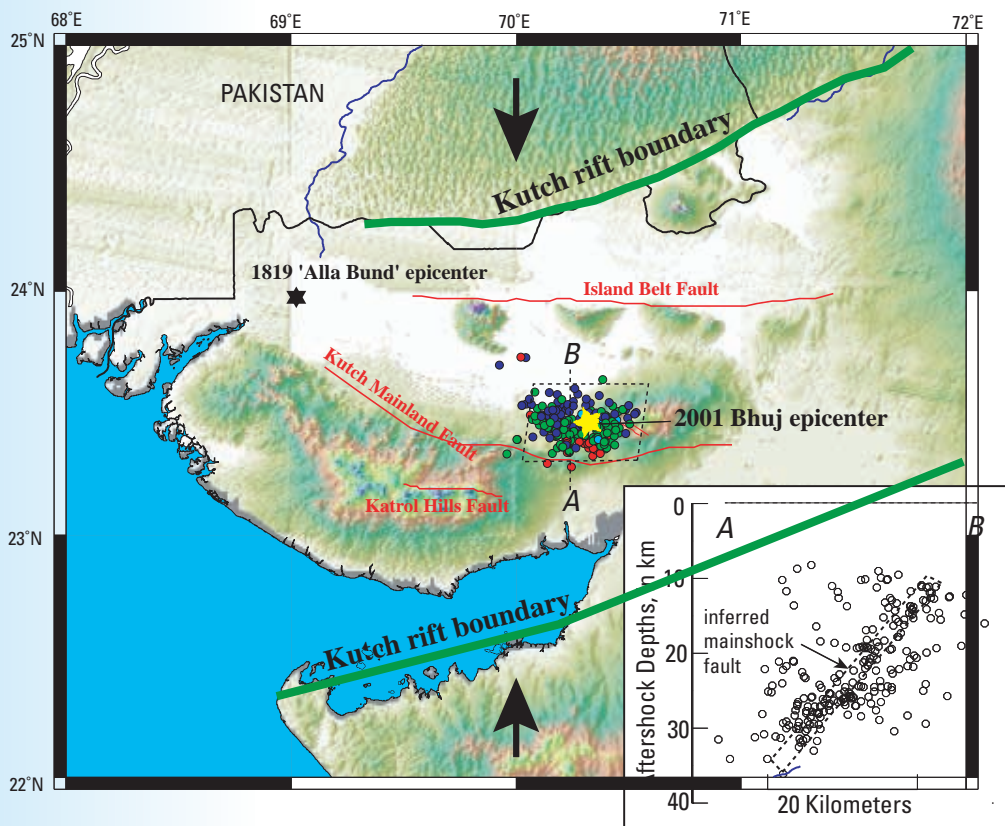 68˚E
69˚E
70˚E
71˚E
72˚E
25˚N
PAKISTAN
Kutch rift boundary
1819 'Alla Bund' epicenter
24˚N
Island Belt Fault
B
Kutch Mainland Fault
2001 Bhuj epicenter
Katrol Hills Fault
A
23˚N
Kutch rift boundary
22˚N
0
A
B
10
inferred
mainshock
fault
20
30
40
Aftershock Depths, in km
20 Kilometers